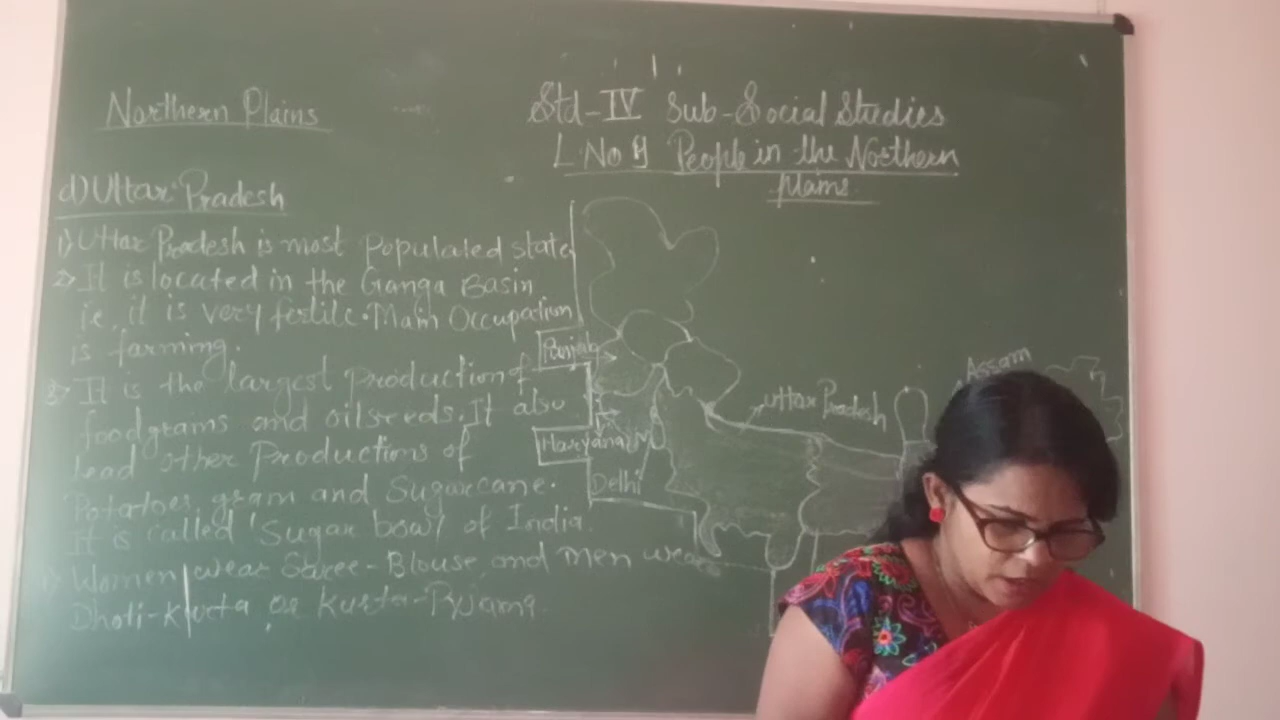 Northern Plains
Std-IV Sub-Social Studies
L.No 9 People in the Northern
Plains.
d) Uttar Pradesh
1) Uttar Pradesh is most populated state.
2) It is located in the Ganga Basin
ie, it is very fertile. Main Occupation
is farming.
3) It is the largest production of
foodgrams and oilseeds. It also
lead other Productions of
Potatoes, gram and Sugarcane.
It is called 'Sugar bowl of India.
Women wear Saree-Blouse and Men wear
Dhoti-Kurta or Kurta-Pyjama.
Punjab
Haryana
Delhi
Uttar Pradesh
Assam